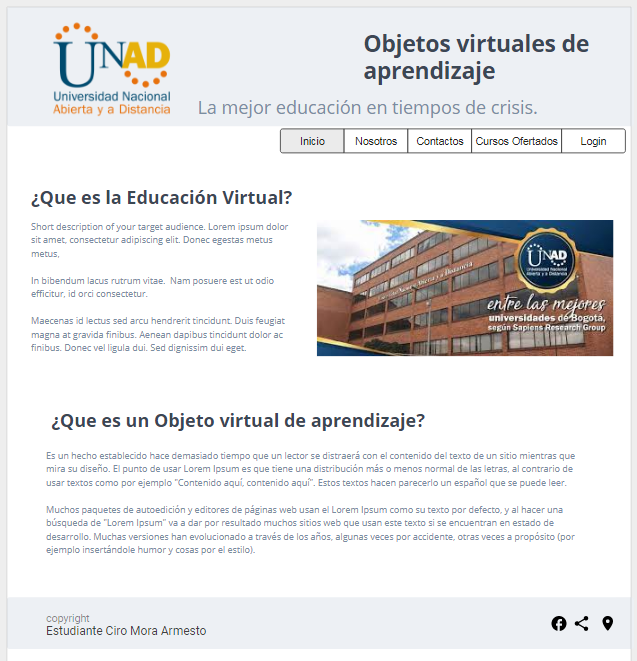 UNAD
Universidad Nacional
Abierta y a Distancia
Objetos virtuales de
aprendizaje
La mejor educación en tiempos de crisis.
Inicio
Nosotros
Contactos
Cursos Ofertados
Login
¿Que es la Educación Virtual?
Short description of your target audience. Lorem ipsum dolor
sit amet, consectetur adipiscing elit. Donec egestas metus
metus,
In bibendum lacus rutrum vitae.  Nam posuere est ut odio
efficitur, id orci consectetur.
Maecenas id lectus sed arcu hendrerit tincidunt. Duis feugiat
magna at gravida finibus. Aenean dapibus tincidunt dolor ac
finibus. Donec vel ligula dui. Sed dignissim dui eget.
Universidad Nacional Abierta y a Distancia
UNAD
Universidad Nacional
Abierta y a Distancia
entre las mejores
universidades de Bogotá,
según Sapiens Research Group
¿Que es un Objeto virtual de aprendizaje?
Es un hecho establecido hace demasiado tiempo que un lector se distraerá con el contenido del texto de un sitio mientras que
mira su diseño. El punto de usar Lorem Ipsum es que tiene una distribución más o menos normal de las letras, al contrario de
usar textos como por ejemplo "Contenido aquí, contenido aquí". Estos textos hacen parecerlo un español que se puede leer.
Muchos paquetes de autoedición y editores de páginas web usan el Lorem Ipsum como su texto por defecto, y al hacer una
búsqueda de "Lorem Ipsum" va a dar por resultado muchos sitios web que usan este texto si se encuentran en estado de
desarrollo. Muchas versiones han evolucionado a través de los años, algunas veces por accidente, otras veces a propósito (por
ejemplo insertándole humor y cosas por el estilo).
copyright
Estudiante Ciro Mora Armesto